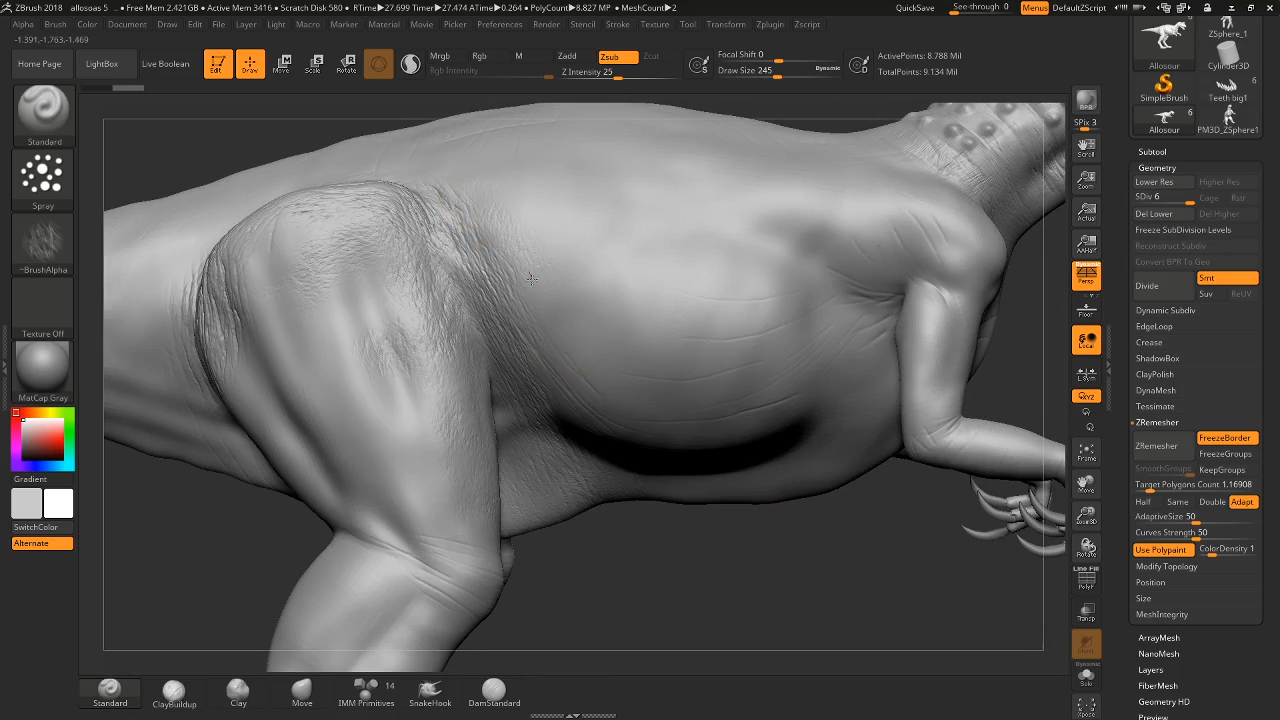 ZBrush 2018 allosoas 5 • Free Mem 2.421GB • Active Mem 3416 • Scratch Disk 580 • RTime▶27.699 Timer▶27.474 ATime▶0.264 • PolyCount▶8.827 MP • MeshCount▶2 QuickSave See-through 0 Menus DefaultZScript
Alpha Brush Color Document Draw Edit File Layer Light Macro Marker Material Movie Picker Preferences Render Stencil Stroke Texture Tool Transform Zplugin Zscript
-1.391,-1.763,-1.469
Home Page LightBox Live Boolean Edit Draw Move Scale Rotate
Mrgb Rgb M Zadd Zsub Zcut
Rgb Intensity Z Intensity 25
Focal Shift 0
Draw Size 245 Dynamic
ActivePoints: 8.788 Mil
TotalPoints: 9.134 Mil
Standard
Spray
~BrushAlpha
Texture Off
MatCap Gray
Gradient
SwitchColor
Alternate
BPR
SPix 3
Scroll
Zoom
Actual
AAHalf
Dynamic
Persp
Floor
Local
L.Sym
XYZ
Frame
Move
Zoom3D
Rotate
Line Fill
PolyF
Transp
Dynamic
Solo
Xpose
ZSphere_1
Allosour
Cylinder3D
SimpleBrush
Teeth big1
6
Allosour
6
PM3D_ZSphere1
Subtool
Geometry
Lower Res Higher Res
SDiv 6 Cage Rstr
Del Lower Del Higher
Freeze SubDivision Levels
Reconstruct Subdiv
Convert BPR To Geo
Divide Smt
Suv ReUV
Dynamic Subdiv
EdgeLoop
Crease
ShadowBox
ClayPolish
DynaMesh
Tessimate
ZRemesher
ZRemesher FreezeBorder
FreezeGroups
SmoothGroups KeepGroups
Target Polygons Count 1.16908
Half Same Double Adapt
AdaptiveSize 50
Curves Strength 50
Use Polypaint ColorDensity 1
Modify Topology
Position
Size
MeshIntegrity
ArrayMesh
NanoMesh
Layers
FiberMesh
Geometry HD
Preview
Standard ClayBuildup Clay Move IMM Primitives 14 SnakeHook DamStandard